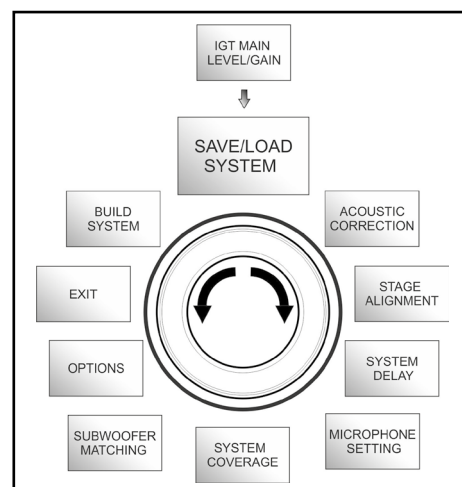 IGT MAIN
LEVEL/GAIN
SAVE/LOAD
SYSTEM
BUILD
SYSTEM
ACOUSTIC
CORRECTION
EXIT
STAGE
ALIGNMENT
OPTIONS
SYSTEM
DELAY
SUBWOOFER
MATCHING
SYSTEM
COVERAGE
MICROPHONE
SETTING